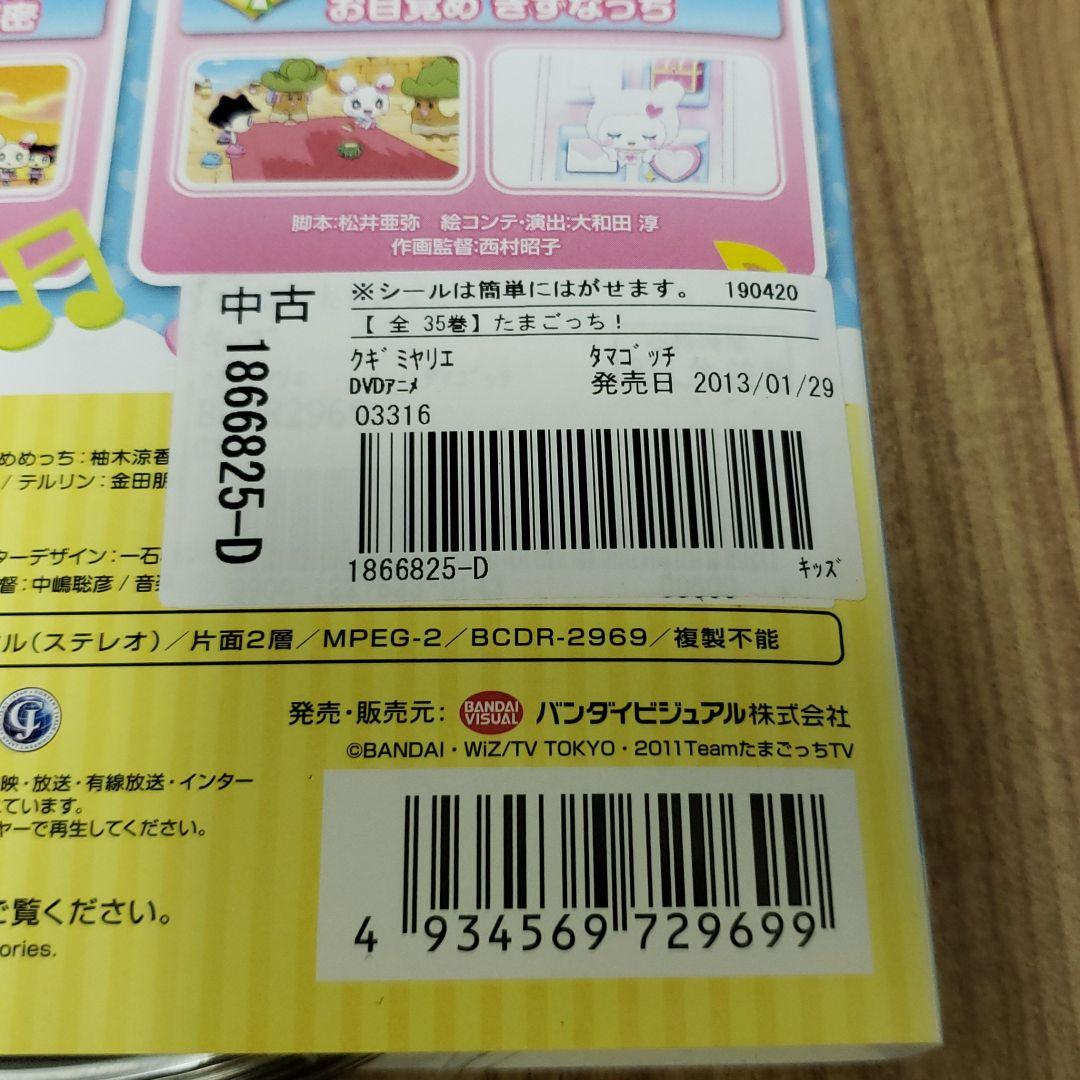 密
お目覚め きずなっち
脚本:松井亜弥 絵コンテ・演出:大和田 淳
作画監督:西村昭子
中古
1866825-D
※シールは簡単にはがせます。 190420
【 全 35巻】たまごっち!
クギミヤリエ タマゴッチ
DVDアニメ 発売日 2013/01/29
03316
1866825-D キッズ
めめっち:柚木涼香
/ テルリン:金田朋
ターデザイン:一石
督:中嶋聡彦/音楽
ル(ステレオ)/片面2層/MPEG-2/BCDR-2969/複製不能
発売・販売元: BANDAI VISUAL バンダイビジュアル株式会社
©BANDAI・WiZ/TV TOKYO・2011TeamたまごっちTV
映・放送・有線放送・インター
ています。
ヤーで再生してください。
ご覧ください。
ories.
4 934569 729699